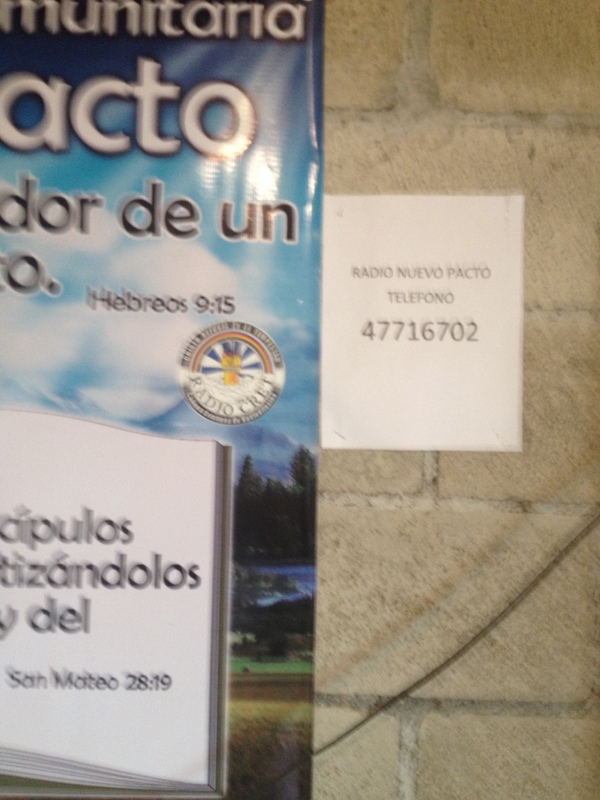 munitaria
acto
dor de un
o.
Hebreos 9:15
RADIO CRET
cípulos
tizándolos
y del
San Mateo 28:19
RADIO NUEVO PACTO
TELEFONO
47716702